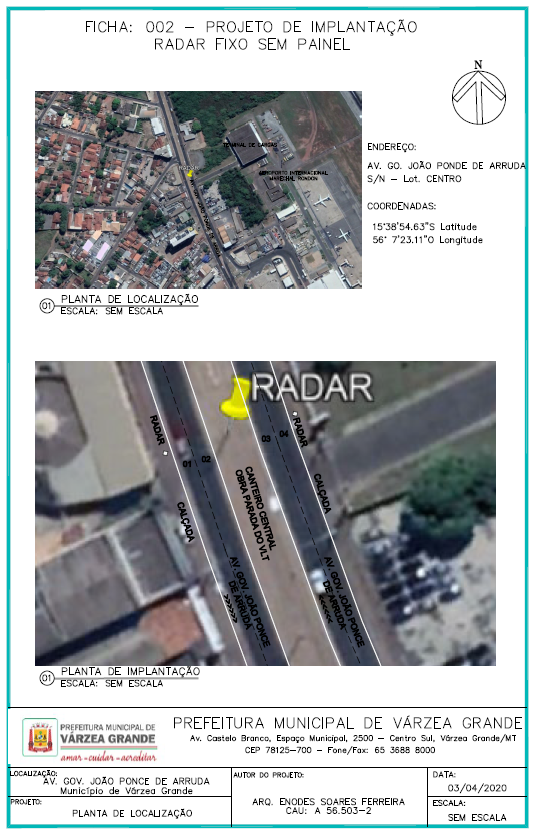 FICHA: 002 - PROJETO DE IMPLANTAÇÃO
RADAR FIXO SEM PAINEL
N
ENDEREÇO:
AV. GO. JOÃO PONDE DE ARRUDA
S/N - Lot. CENTRO
COORDENADAS:
15°38'54.63"S Latitude
56° 7'23.11"O Longitude
TERMINAL DE CARGAS
RADAR
AEROPORTO INTERNACIONAL
MARECHAL RONDON
01 PLANTA DE LOCALIZAÇÃO
ESCALA: SEM ESCALA
RADAR
RADAR
RADAR
01
02
03
04
CALÇADA
CANTEIRO CENTRAL
OBRA PARADA DO VLT
CALÇADA
AV. GOV. JOÃO PONCE
DE ARRUDA
>>>>>>
AV. GOV. JOÃO PONCE
DE ARRUDA
<<<<<<
01 PLANTA DE IMPLANTAÇÃO
ESCALA: SEM ESCALA
PREFEITURA MUNICIPAL DE
VÁRZEA GRANDE
amar-cuidar-acreditar
PREFEITURA MUNICIPAL DE VÁRZEA GRANDE
Av. Castelo Branco, Espaço Municipal, 2500 - Centro Sul, Várzea Grande/MT
CEP 78125-700 - Fone/Fax: 65 3688 8000
LOCALIZAÇÃO:
AV. GOV. JOÃO PONCE DE ARRUDA
Município de Várzea Grande
PROJETO:
PLANTA DE LOCALIZAÇÃO
AUTOR DO PROJETO:
ARQ. ENODES SOARES FERREIRA
CAU: A 56.503-2
DATA:
03/04/2020
ESCALA:
SEM ESCALA